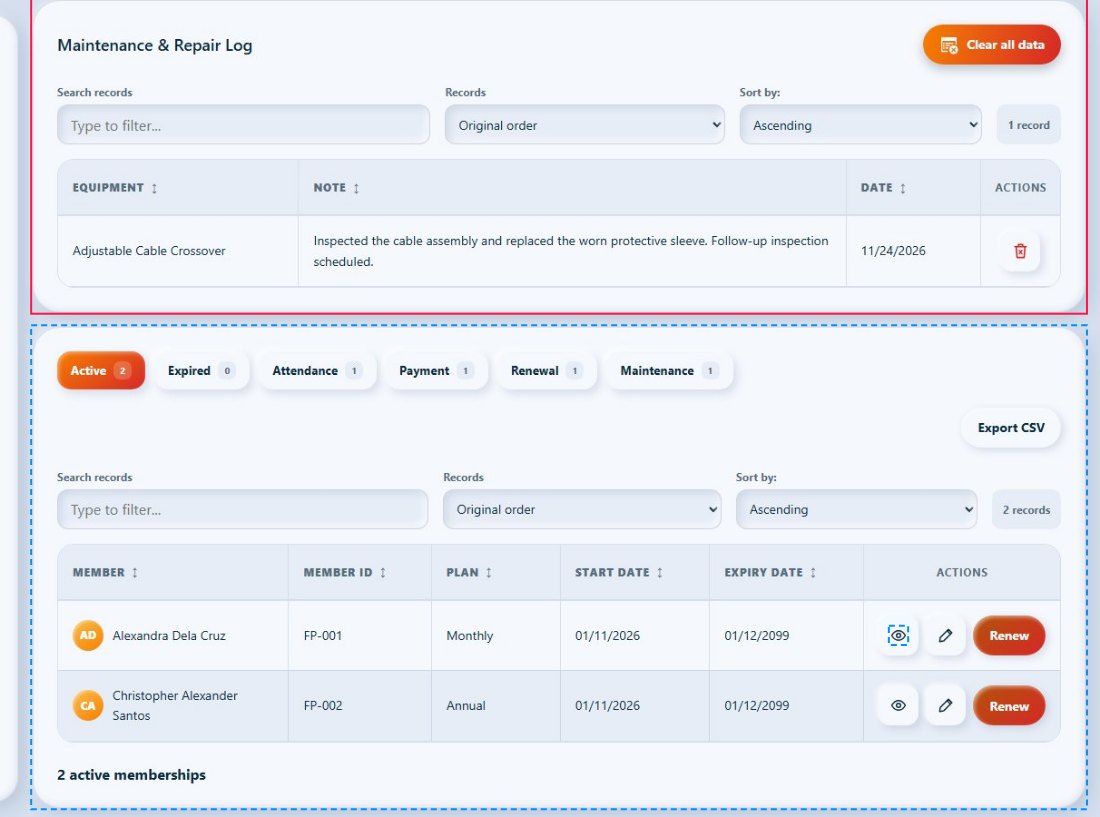 Maintenance & Repair Log
Clear all data
Search records
Records
Sort by:
Type to filter...
Original order
Ascending
1 record
EQUIPMENT ↕
NOTE ↕
DATE ↕
ACTIONS
Adjustable Cable Crossover
Inspected the cable assembly and replaced the worn protective sleeve. Follow-up inspection
scheduled.
11/24/2026
Active 2
Expired 0
Attendance 1
Payment 1
Renewal 1
Maintenance 1
Export CSV
Search records
Records
Sort by:
Type to filter...
Original order
Ascending
2 records
MEMBER ↕
MEMBER ID ↕
PLAN ↕
START DATE ↕
EXPIRY DATE ↕
ACTIONS
AD
Alexandra Dela Cruz
FP-001
Monthly
01/11/2026
01/12/2099
Renew
CA
Christopher Alexander
Santos
FP-002
Annual
01/11/2026
01/12/2099
Renew
2 active memberships